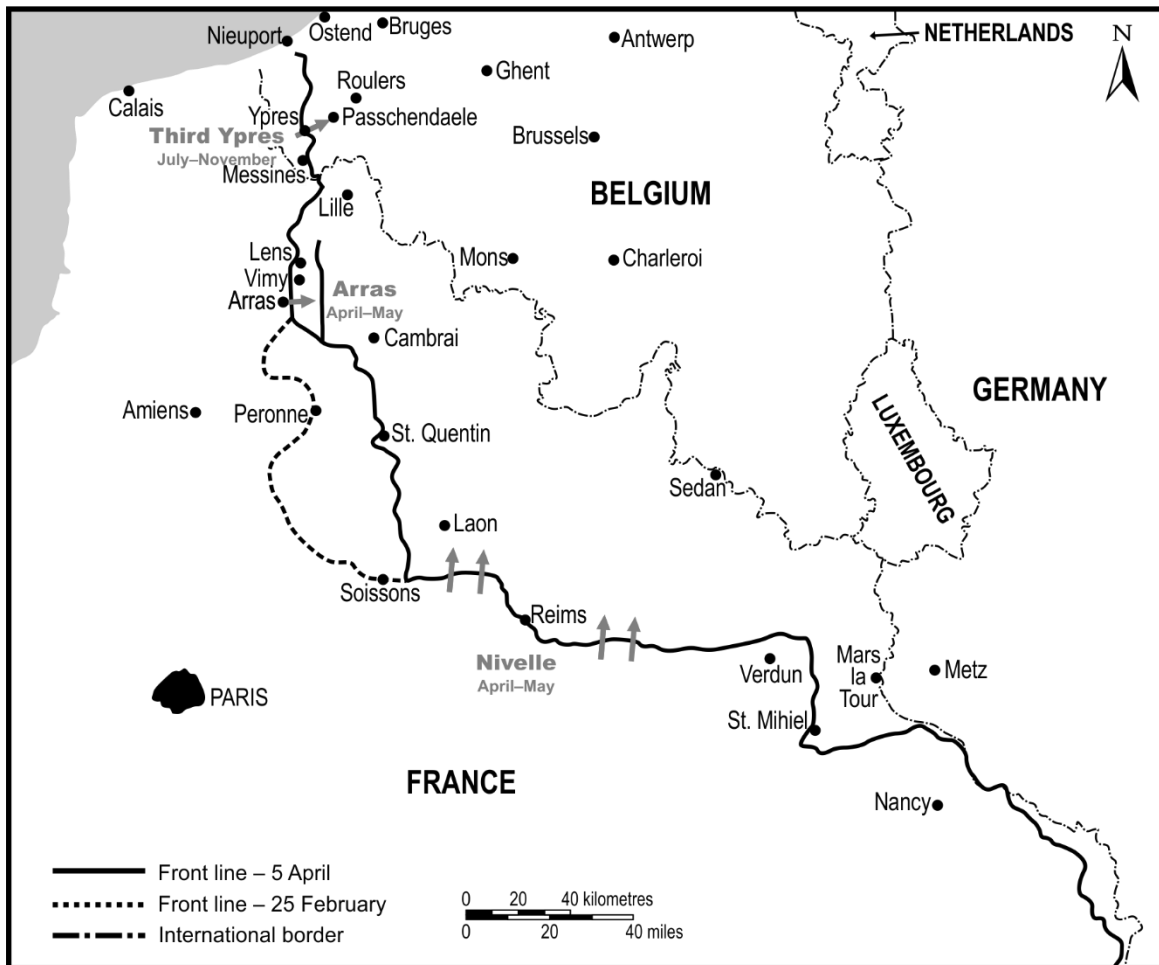 Nieuport
Ostend
Bruges
Antwerp
NETHERLANDS
N
Ghent
Calais
Roulers
Ypres
Passchendaele
Third Ypres
July–November
Brussels
Messines
BELGIUM
Lille
Lens
Vimy
Arras
Arras
April–May
Mons
Charleroi
Cambrai
GERMANY
Amiens
Peronne
St. Quentin
LUXEMBOURG
Sedan
Laon
Soissons
Reims
Nivelle
April–May
Verdun
Mars
la
Tour
Metz
PARIS
St. Mihiel
FRANCE
Nancy
Front line – 5 April
Front line – 25 February
International border
0 20 40 kilometres
0 20 40 miles